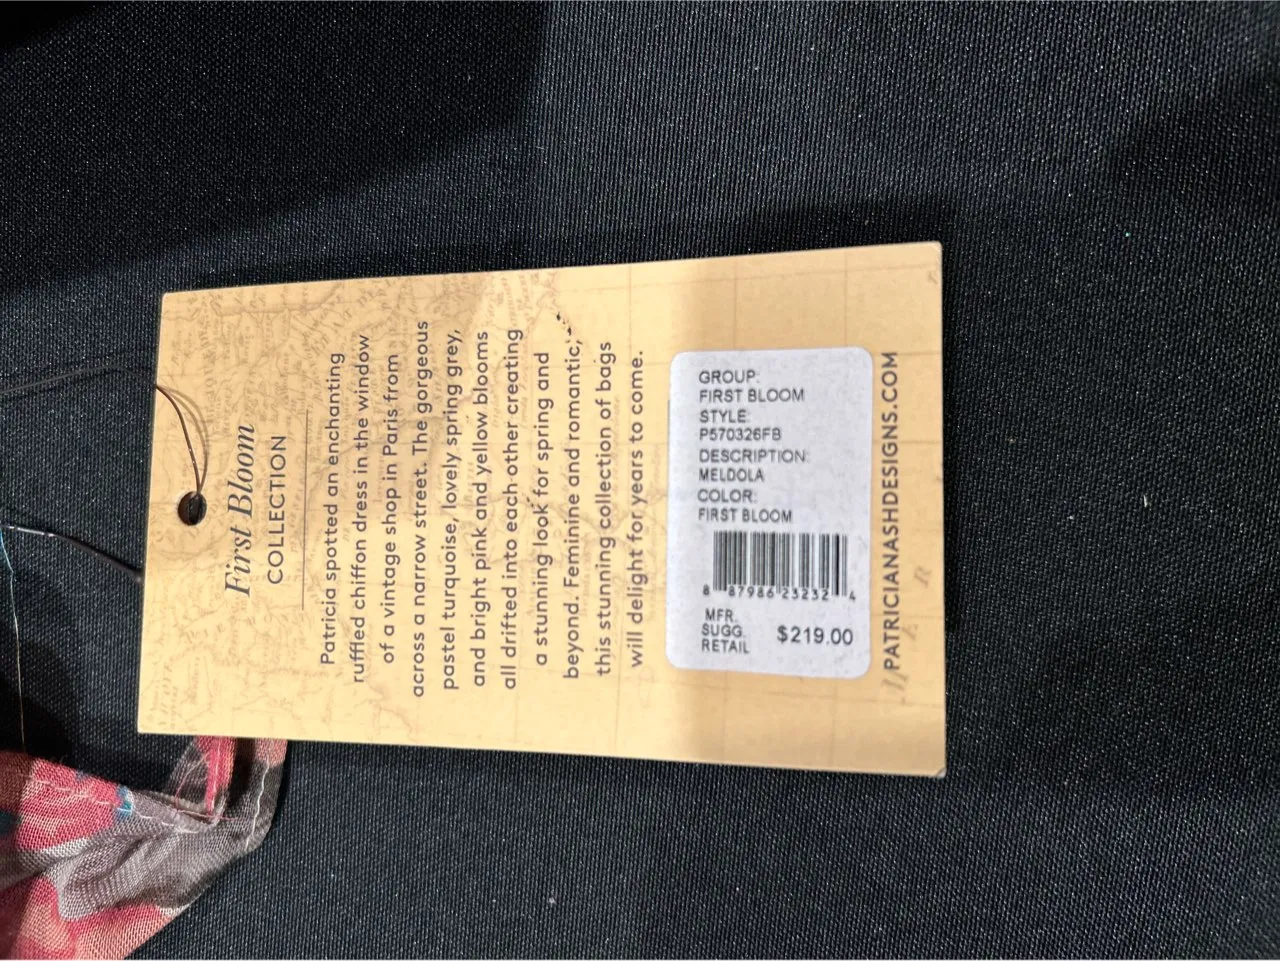 First Bloom
COLLECTION
Patricia spotted an enchanting
ruffled chiffon dress in the window
of a vintage shop in Paris from
across a narrow street. The gorgeous
pastel turquoise, lovely spring grey,
and bright pink and yellow blooms
all drifted into each other creating
a stunning look for spring and
beyond. Feminine and romantic,
this stunning collection of bags
will delight for years to come.
GROUP:
FIRST BLOOM
STYLE:
P570326FB
DESCRIPTION:
MELDOLA
COLOR:
FIRST BLOOM
8 87986 23232 4
MFR.
SUGG.
RETAIL
$219.00
PATRICIANASHDESIGNS.COM